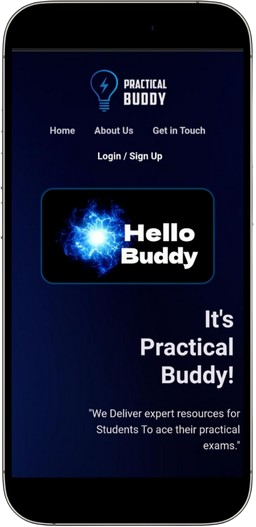 PRACTICAL
BUDDY
Home About Us Get in Touch
Login / Sign Up
Hello
Buddy
It's
Practical
Buddy!
"We Deliver expert resources for
Students To ace their practical
exams."